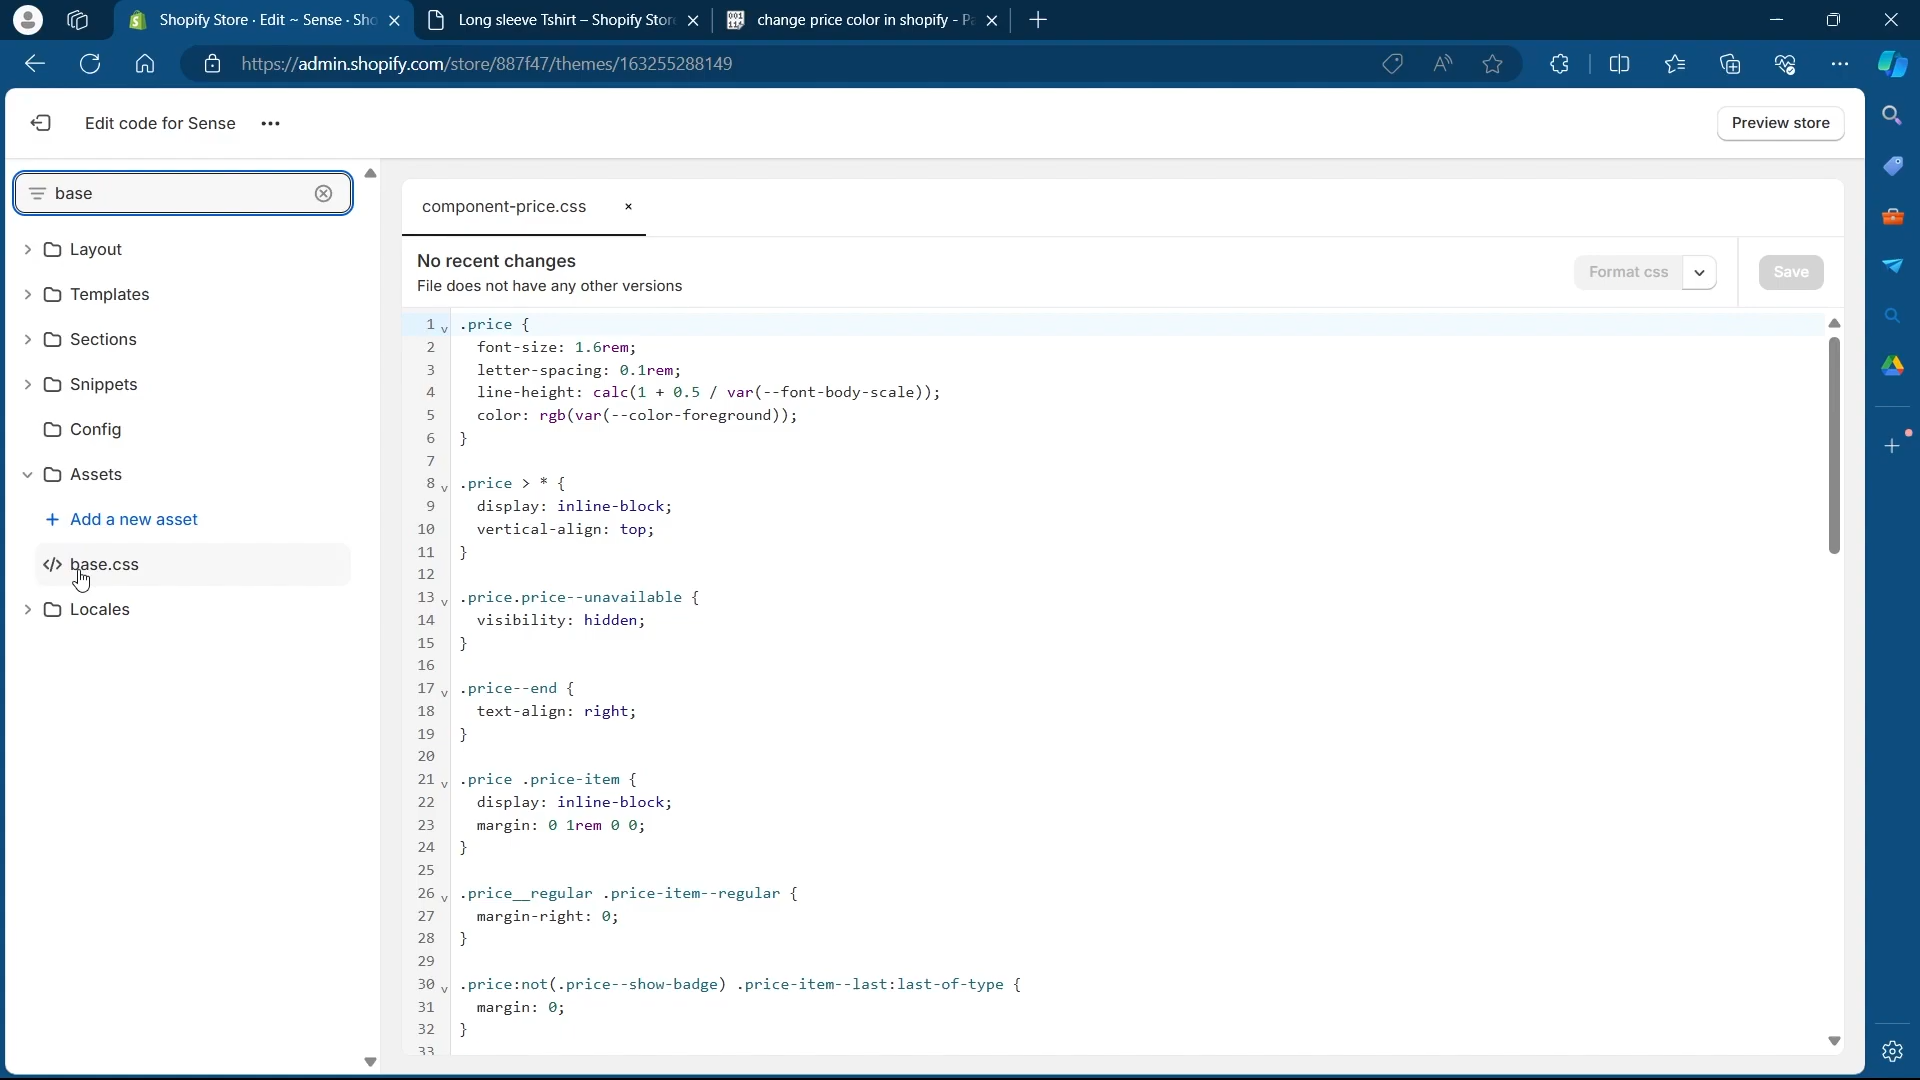 Shopify Store · Edit ~ Sense · Sho
Long sleeve Tshirt – Shopify Store
change price color in shopify - Pa
https://admin.shopify.com/store/887f47/themes/163255288149
Edit code for Sense
Preview store
base
Layout
Templates
Sections
Snippets
Config
Assets
+ Add a new asset
</> base.css
Locales
component-price.css
No recent changes
File does not have any other versions
Format css
Save
1 .price {
2 font-size: 1.6rem;
3 letter-spacing: 0.1rem;
4 line-height: calc(1 + 0.5 / var(--font-body-scale));
5 color: rgb(var(--color-foreground));
6 }
7
8 .price > * {
9 display: inline-block;
10 vertical-align: top;
11 }
12
13 .price.price--unavailable {
14 visibility: hidden;
15 }
16
17 .price--end {
18 text-align: right;
19 }
20
21 .price .price-item {
22 display: inline-block;
23 margin: 0 1rem 0 0;
24 }
25
26 .price__regular .price-item--regular {
27 margin-right: 0;
28 }
29
30 .price:not(.price--show-badge) .price-item--last:last-of-type {
31 margin: 0;
32 }
33